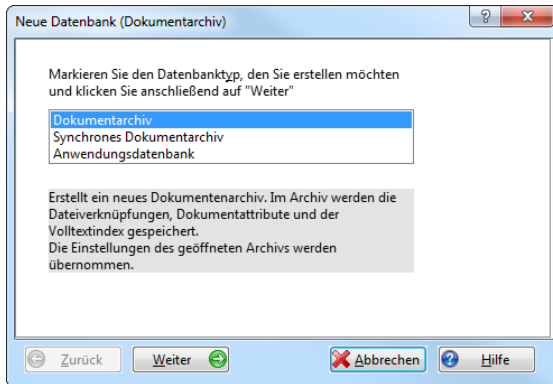 Neue Datenbank (Dokumentarchiv)
Markieren Sie den Datenbanktyp, den Sie erstellen möchten
und klicken Sie anschließend auf "Weiter"
Dokumentarchiv
Synchrones Dokumentarchiv
Anwendungsdatenbank
Erstellt ein neues Dokumentenarchiv. Im Archiv werden die
Dateiverknüpfungen, Dokumentattribute und der
Volltextindex gespeichert.
Die Einstellungen des geöffneten Archivs werden
übernommen.
Zurück Weiter Abbrechen Hilfe